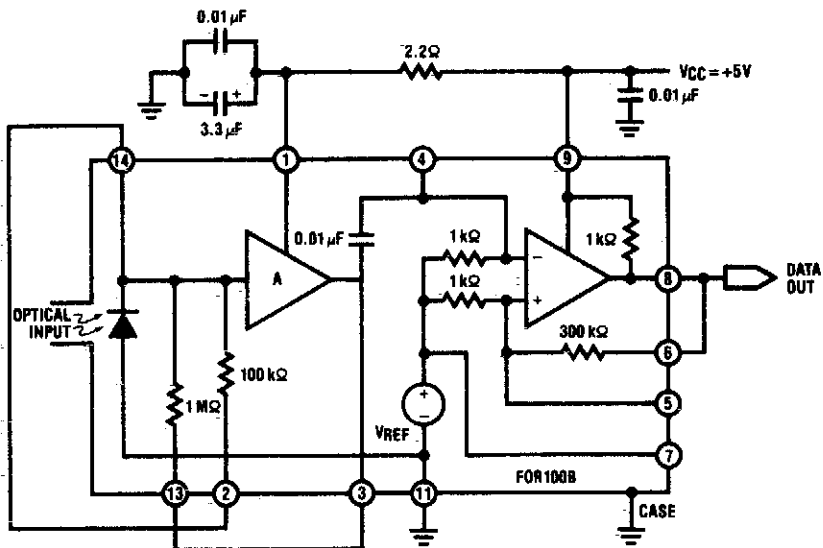 0.01 µF
2.2Ω
VCC = +5V
0.01 µF
− +
3.3 µF
14
1
4
9
0.01 µF
1 kΩ
1 kΩ
1 kΩ
A
−
+
8
DATA
OUT
OPTICAL
INPUT
300 kΩ
6
100 kΩ
1 MΩ
+
−
5
VREF
7
FOR100B
13
2
3
11
CASE